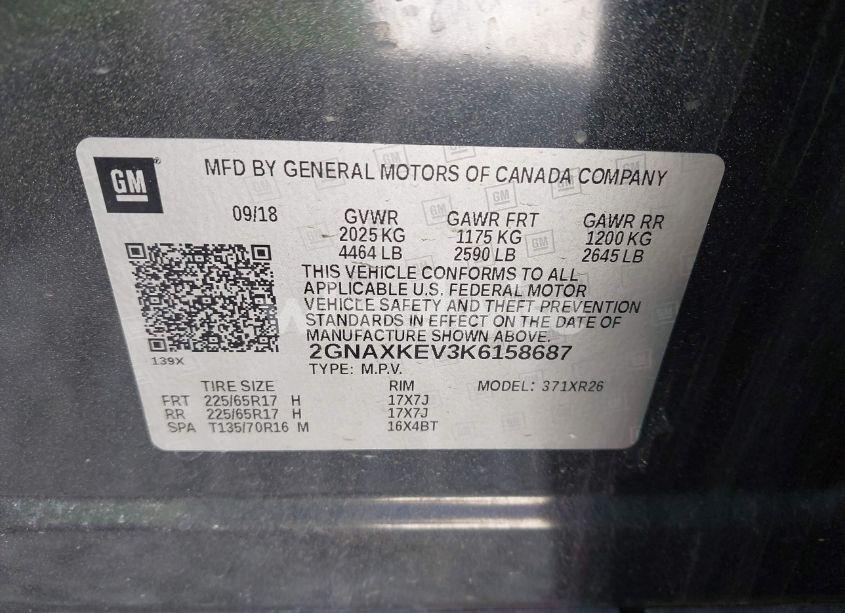 GM
MFD BY GENERAL MOTORS OF CANADA COMPANY
09/18 GVWR GAWR FRT GAWR RR
2025 KG 1175 KG 1200 KG
4464 LB 2590 LB 2645 LB
THIS VEHICLE CONFORMS TO ALL
APPLICABLE U.S. FEDERAL MOTOR
VEHICLE SAFETY AND THEFT PREVENTION
STANDARDS IN EFFECT ON THE DATE OF
MANUFACTURE SHOWN ABOVE.
139X 2GNAXKEV3K6158687
TYPE: M.P.V.
TIRE SIZE RIM MODEL: 371XR26
FRT 225/65R17 H 17X7J
RR 225/65R17 H 17X7J
SPA T135/70R16 M 16X4BT